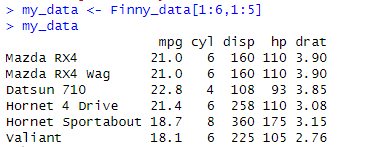 > my_data <- Finny_data[1:6,1:5]
> my_data
mpg cyl disp hp drat
Mazda RX4 21.0 6 160 110 3.90
Mazda RX4 Wag 21.0 6 160 110 3.90
Datsun 710 22.8 4 108 93 3.85
Hornet 4 Drive 21.4 6 258 110 3.08
Hornet Sportabout 18.7 8 360 175 3.15
Valiant 18.1 6 225 105 2.76